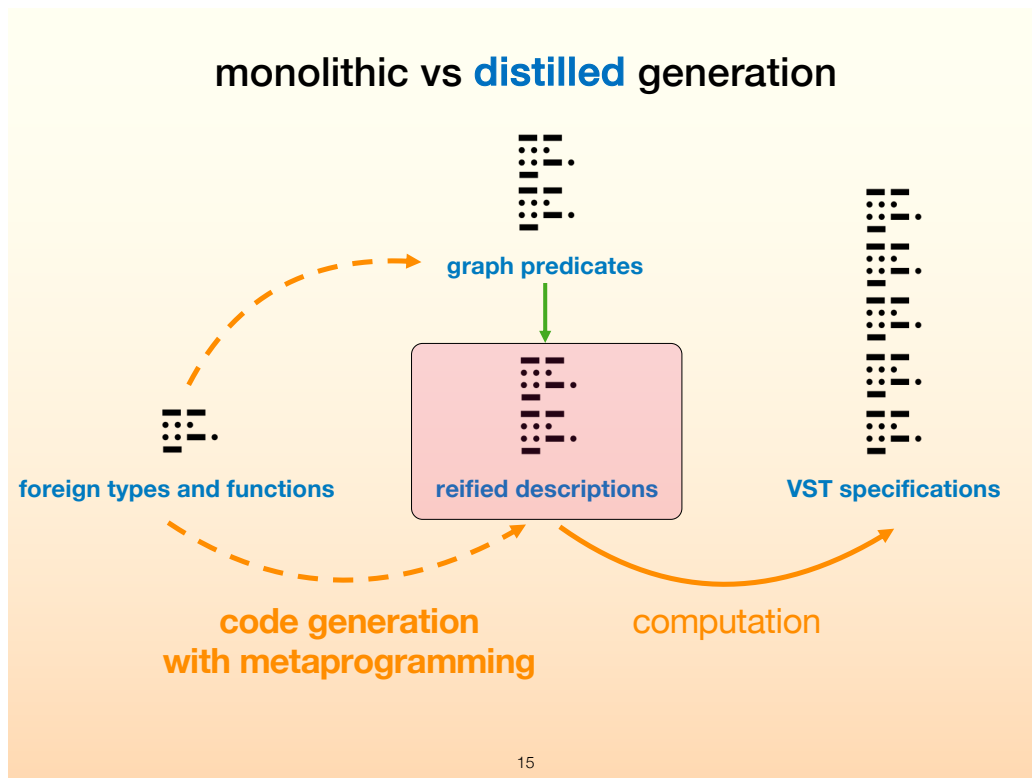 monolithic vs distilled generation
graph predicates
foreign types and functions
reified descriptions
VST specifications
code generation
with metaprogramming
computation
15